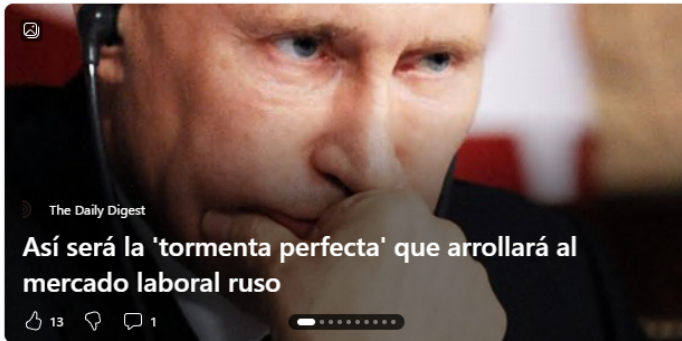 The Daily Digest
Así será la 'tormenta perfecta' que arrollará al
mercado laboral ruso
13
1